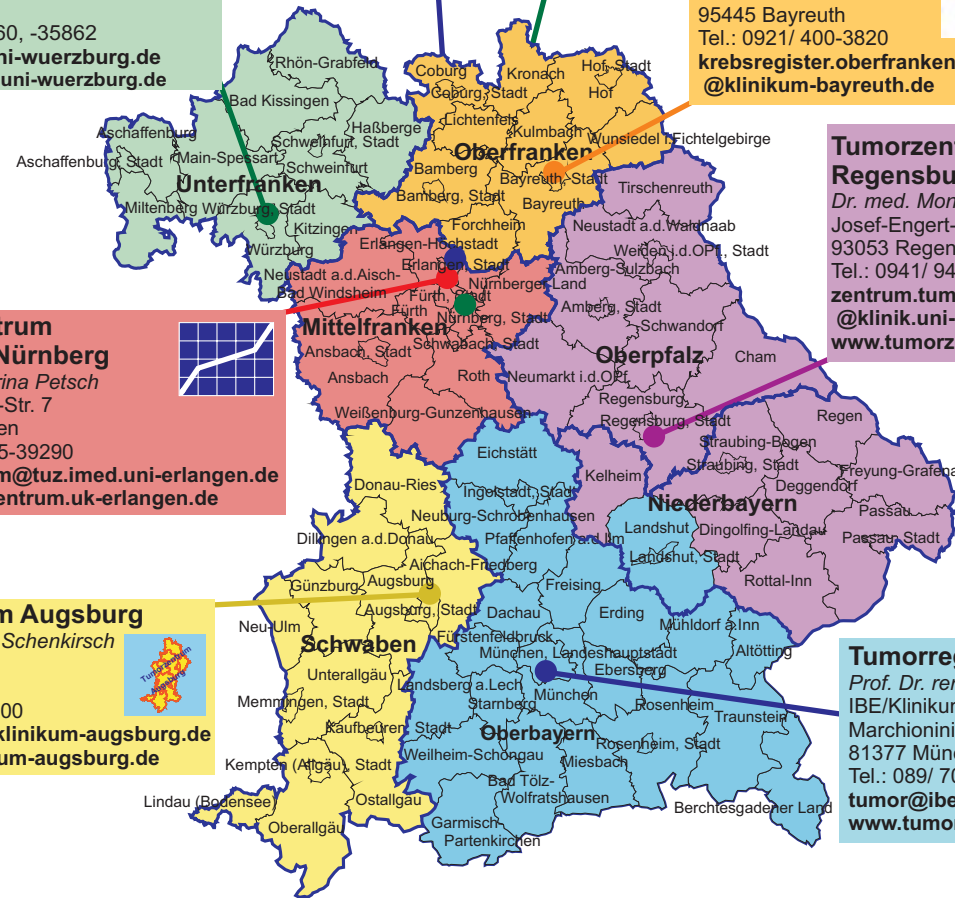 60, -35862
ni-wuerzburg.de
uni-wuerzburg.de
95445 Bayreuth
Tel.: 0921/ 400-3820
krebsregister.oberfranken
@klinikum-bayreuth.de
Rhön-Grabfeld
Bad Kissingen
Haßberge
Aschaffenburg
Aschaffenburg, Stadt
Main-Spessart
Schweinfurt, Stadt
Schweinfurt
Unterfranken
Miltenberg
Würzburg, Stadt
Kitzingen
Würzburg
Coburg
Coburg, Stadt
Kronach
Hof, Stadt
Hof
Lichtenfels
Kulmbach
Wunsiedel i.Fichtelgebirge
Oberfranken
Bamberg
Bayreuth, Stadt
Bamberg, Stadt
Bayreuth
Forchheim
Tumorzent
Regensbu
Dr. med. Mon
Josef-Engert-
93053 Regen
Tel.: 0941/ 94
zentrum.tum
@klinik.uni-
www.tumorz
Tirschenreuth
Neustadt a.d.Waldnaab
Weiden i.d.OPf., Stadt
Amberg-Sulzbach
Amberg, Stadt
Schwandorf
Oberpfalz
Cham
Neumarkt i.d.OPf.
Regensburg,
Regensburg, Stadt
Erlangen-Höchstadt
Erlangen, Stadt
Neustadt a.d.Aisch-
Bad Windsheim
Nürnberger Land
Fürth, Stadt
Fürth
Nürnberg, Stadt
Mittelfranken
Schwabach, Stadt
Ansbach, Stadt
Ansbach
Roth
Weißenburg-Gunzenhausen
trum
Nürnberg
rina Petsch
-Str. 7
en
5-39290
m@tuz.imed.uni-erlangen.de
zentrum.uk-erlangen.de
Regen
Straubing-Bogen
Straubing, Stadt
Freyung-Grafena
Deggendorf
Kelheim
Niederbayern
Passau
Landshut
Dingolfing-Landau
Passau, Stadt
Landshut, Stadt
Rottal-Inn
Eichstätt
Ingolstadt, Stadt
Neuburg-Schrobenhausen
Pfaffenhofen a.d.Ilm
Freising
Dachau
Erding
Mühldorf a.Inn
Fürstenfeldbruck
München, Landeshauptstadt
Altötting
Ebersberg
Landsberg a.Lech
München
Starnberg
Rosenheim
Traunstein
Oberbayern
Rosenheim, Stadt
Weilheim-Schongau
Miesbach
Bad Tölz-
Wolfratshausen
Berchtesgadener Land
Garmisch-
Partenkirchen
Donau-Ries
Dillingen a.d.Donau
Aichach-Friedberg
Günzburg
Augsburg
Augsburg, Stadt
Neu-Ulm
Schwaben
Unterallgäu
Memmingen, Stadt
Kaufbeuren, Stadt
Kempten (Allgäu), Stadt
Lindau (Bodensee)
Ostallgäu
Oberallgäu
m Augsburg
Schenkirsch
Tumorzentrum
Augsburg
00
klinikum-augsburg.de
um-augsburg.de
Tumorreg
Prof. Dr. rer
IBE/Klinikum
Marchionini
81377 Münc
Tel.: 089/ 70
tumor@ibe
www.tumor